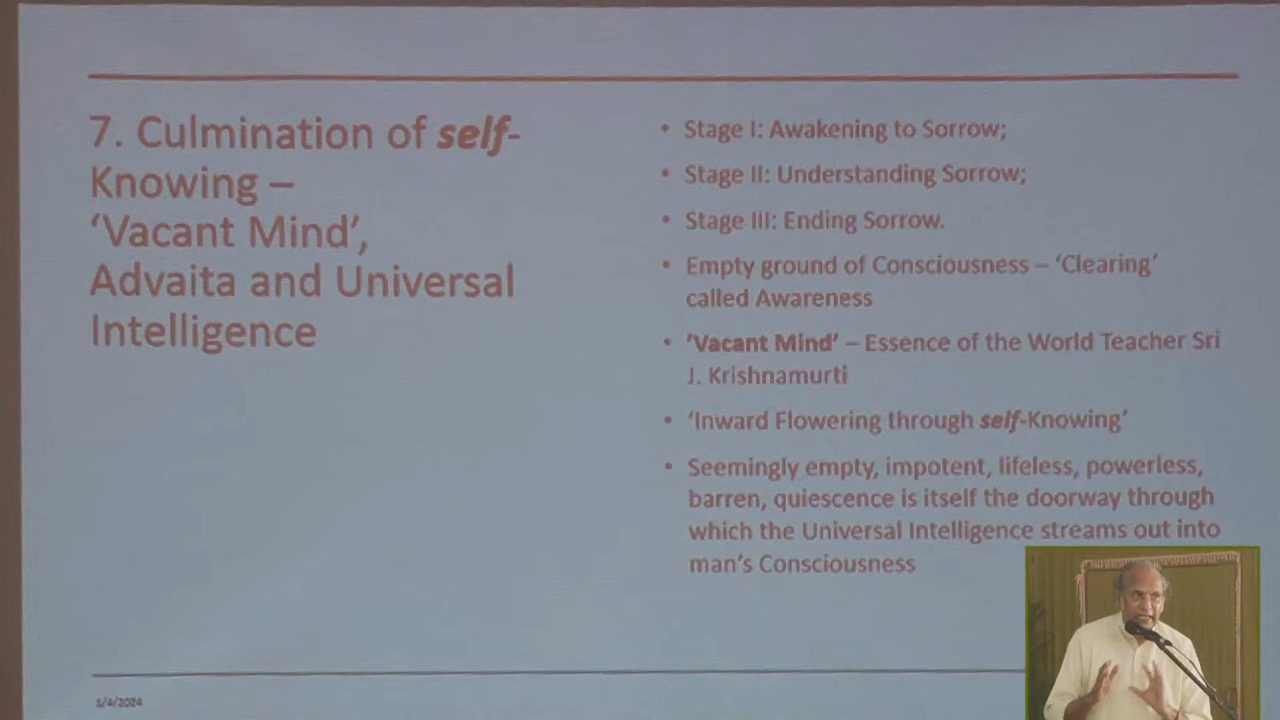 7. Culmination of self-
Knowing –
‘Vacant Mind’,
Advaita and Universal
Intelligence
• Stage I: Awakening to Sorrow;
• Stage II: Understanding Sorrow;
• Stage III: Ending Sorrow.
• Empty ground of Consciousness – ‘Clearing’
called Awareness
• ‘Vacant Mind’ – Essence of the World Teacher Sri
J. Krishnamurti
• ‘Inward Flowering through self-Knowing’
• Seemingly empty, impotent, lifeless, powerless,
barren, quiescence is itself the doorway through
which the Universal Intelligence streams out into
man’s Consciousness
1/4/2024